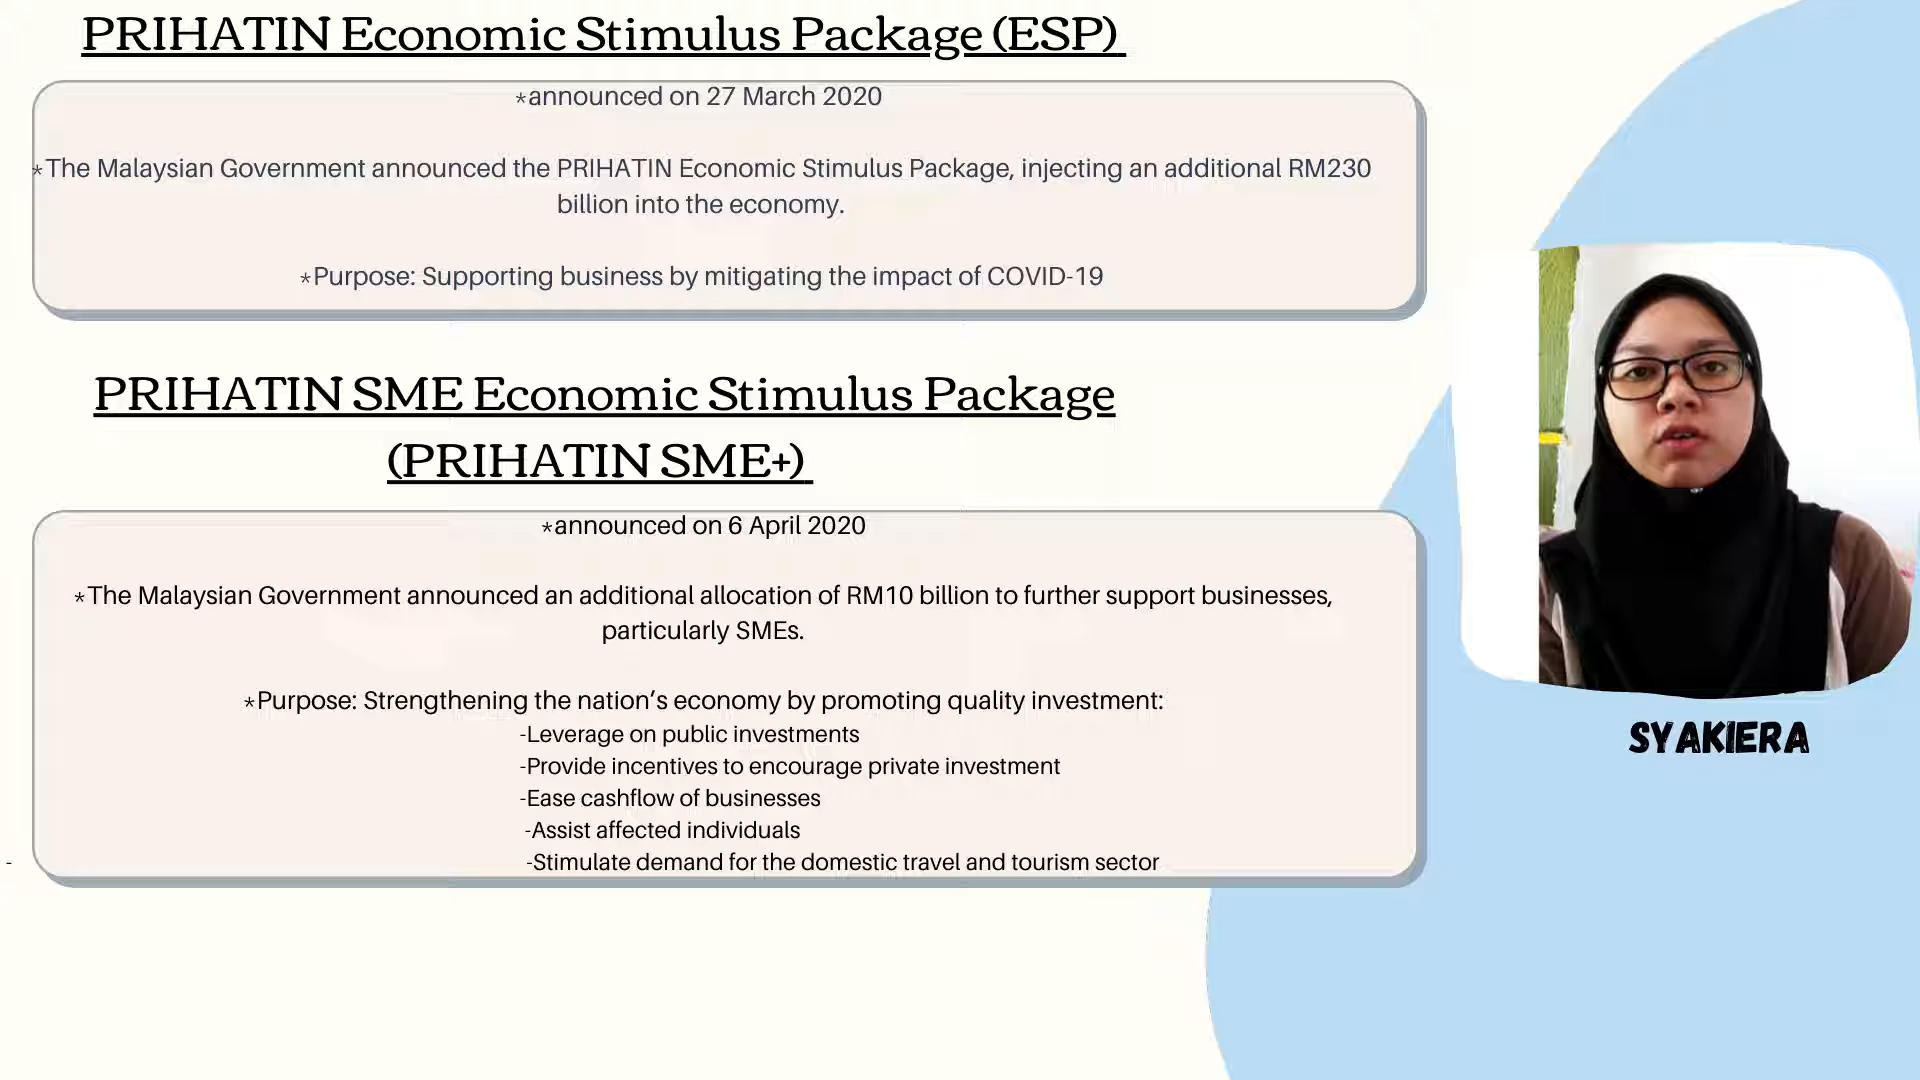 PRIHATIN Economic Stimulus Package (ESP)
*announced on 27 March 2020
*The Malaysian Government announced the PRIHATIN Economic Stimulus Package, injecting an additional RM230
billion into the economy.
*Purpose: Supporting business by mitigating the impact of COVID-19
PRIHATIN SME Economic Stimulus Package
(PRIHATIN SME+)
*announced on 6 April 2020
*The Malaysian Government announced an additional allocation of RM10 billion to further support businesses,
particularly SMEs.
*Purpose: Strengthening the nation’s economy by promoting quality investment:
-Leverage on public investments
-Provide incentives to encourage private investment
-Ease cashflow of businesses
-Assist affected individuals
- -Stimulate demand for the domestic travel and tourism sector
SYAKIERA